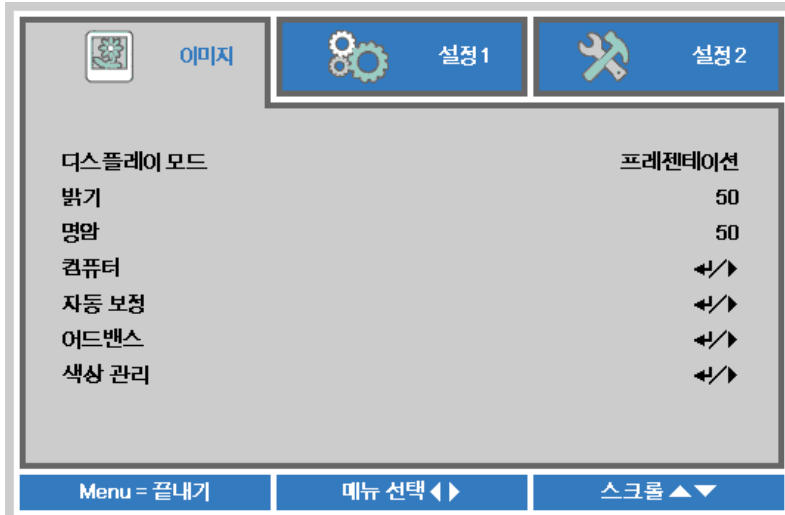 이미지 설정 1 설정 2
디스플레이 모드 프레젠테이션
밝기 50
명암 50
컴퓨터 ↵/▶
자동 보정 ↵/▶
어드밴스 ↵/▶
색상 관리 ↵/▶
Menu = 끝내기 메뉴 선택 ◀ ▶ 스크롤 ▲ ▼